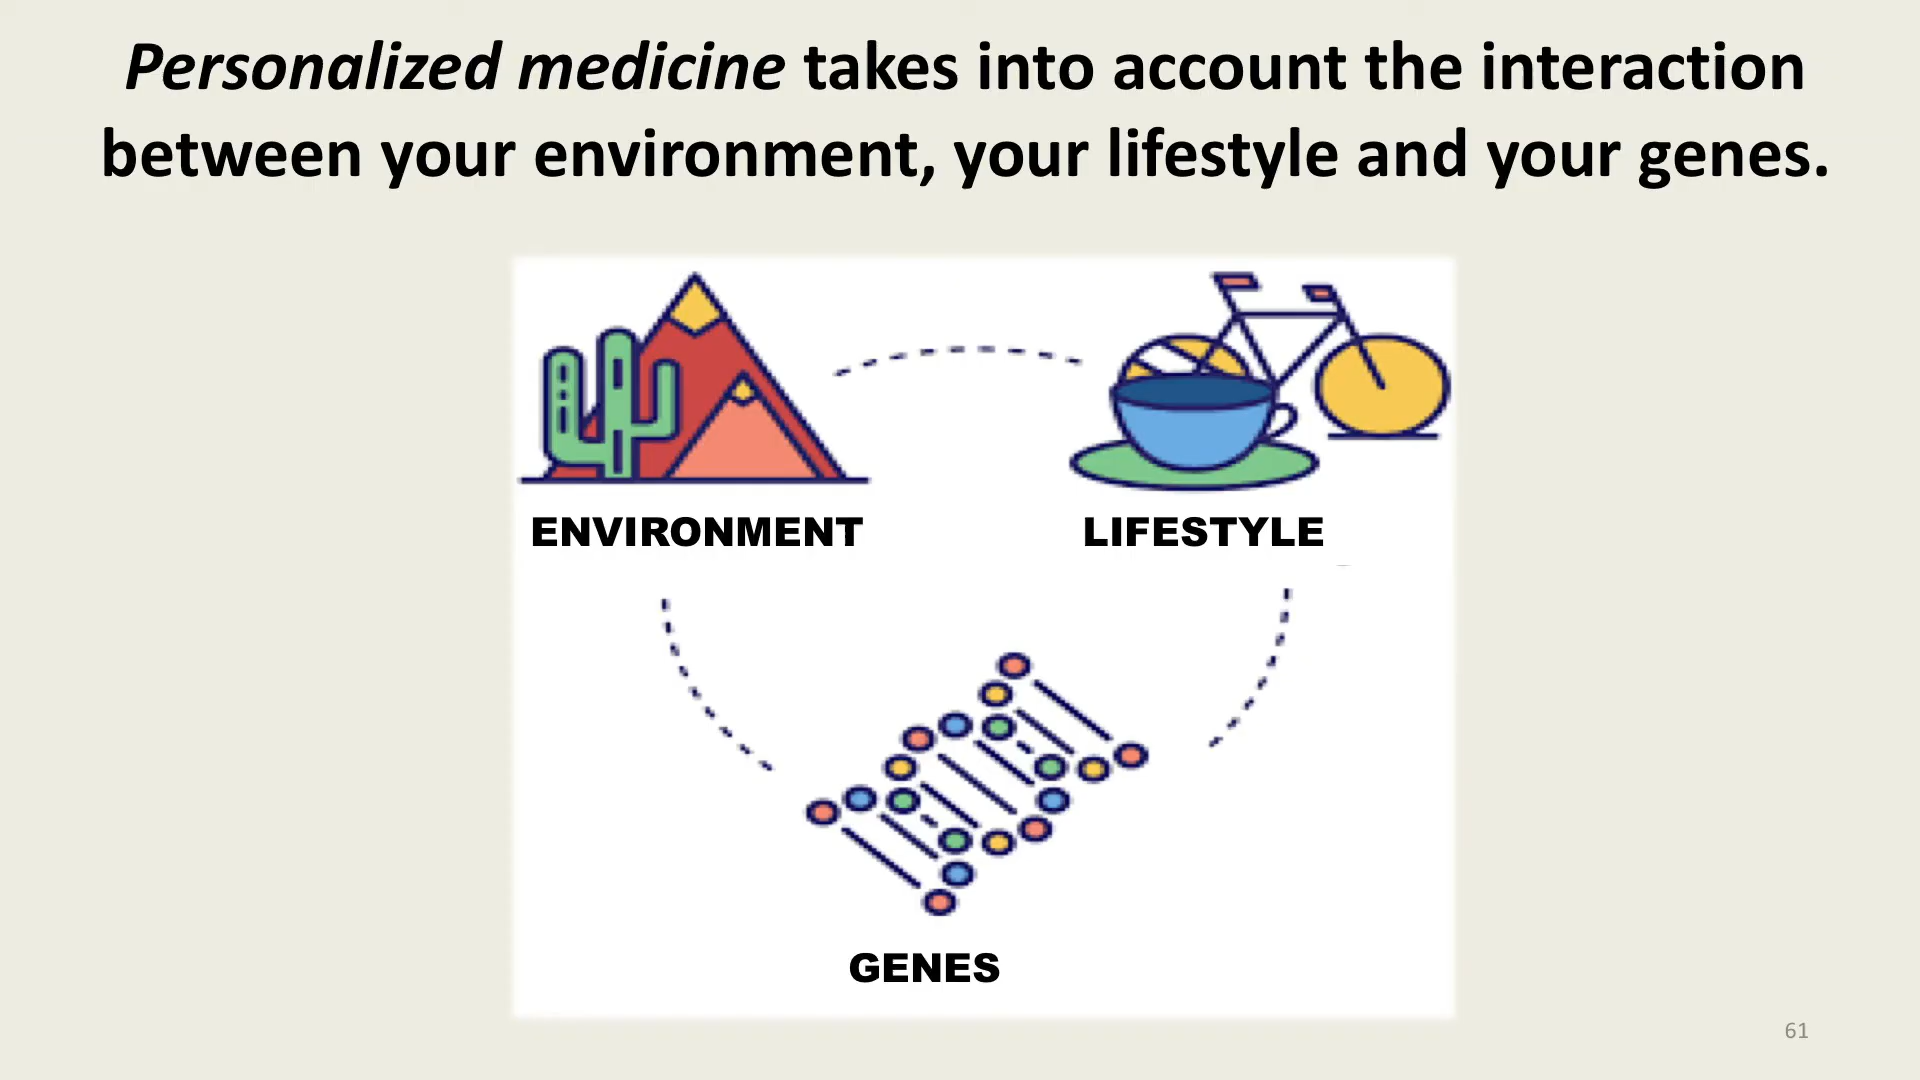 Personalized medicine takes into account the interaction
between your environment, your lifestyle and your genes.
ENVIRONMENT
LIFESTYLE
GENES
61